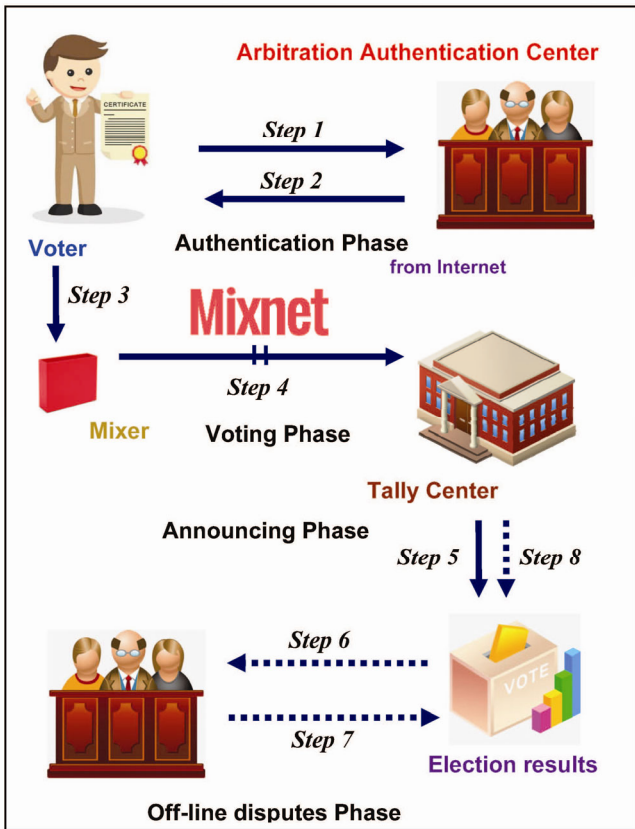 Arbitration Authentication Center
CERTIFICATE
Step 1
Step 2
Authentication Phase
Voter
from Internet
Step 3
Mixnet
Step 4
Mixer
Voting Phase
Tally Center
Announcing Phase
Step 5
Step 8
Step 6
VOTE
Step 7
Election results
Off-line disputes Phase